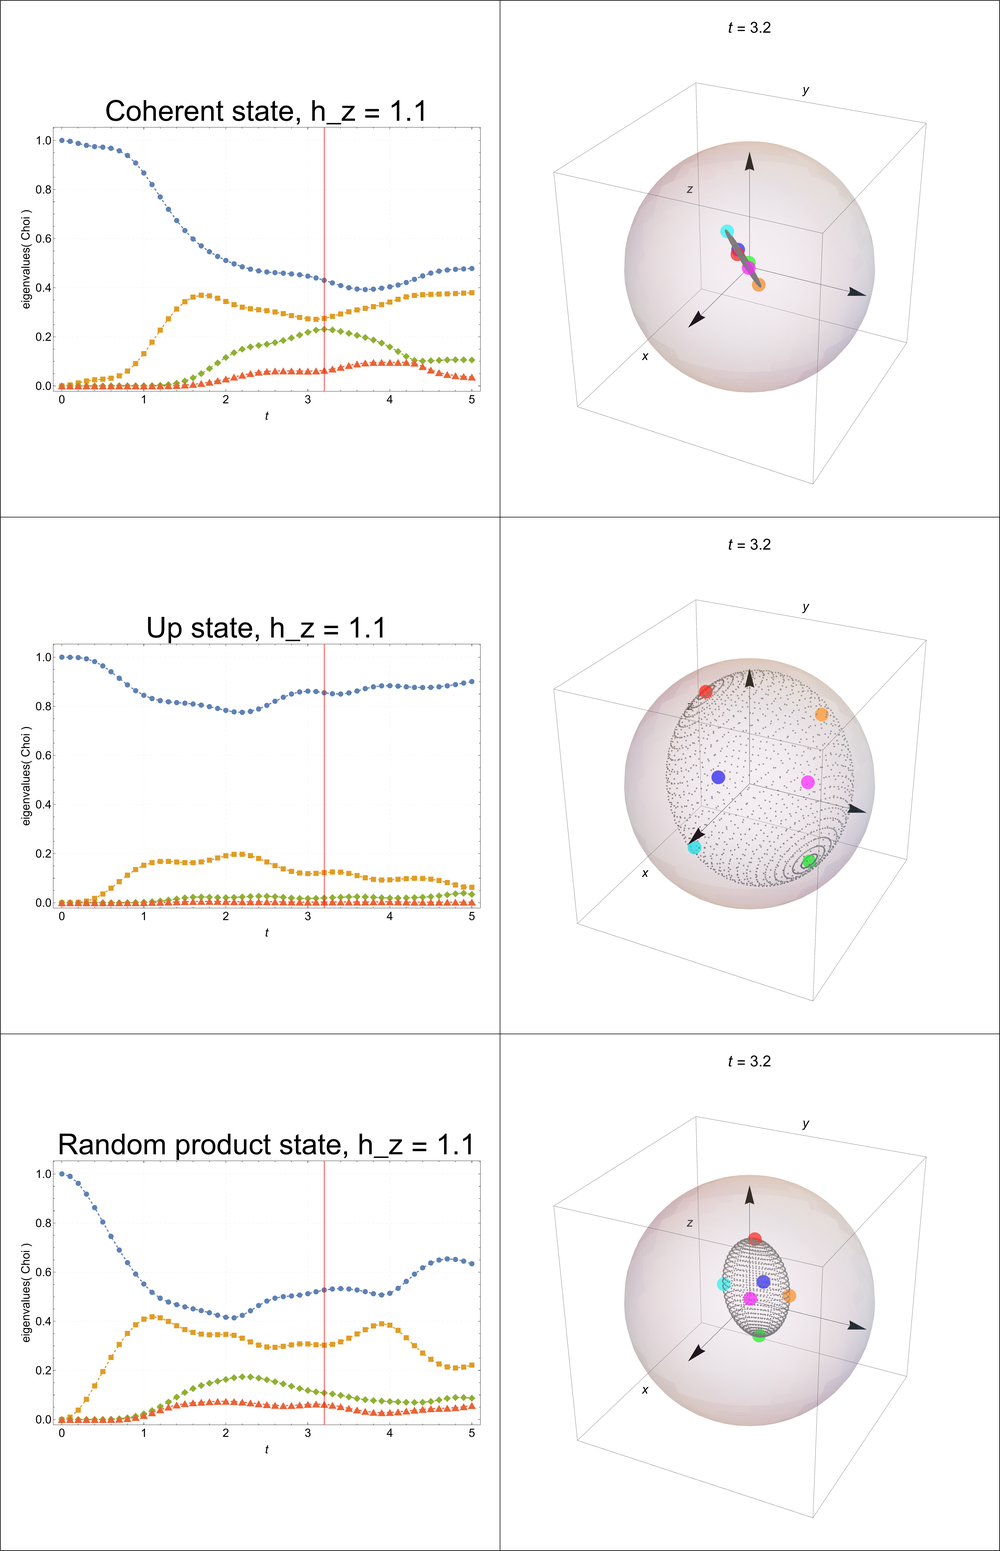 t = 3.2
Coherent state, h_z = 1.1
1.0
0.8
0.6
0.4
0.2
0.0
eigenvalues( Choi )
0 1 2 3 4 5
t
y
z
x
t = 3.2
Up state, h_z = 1.1
1.0
0.8
0.6
0.4
0.2
0.0
eigenvalues( Choi )
0 1 2 3 4 5
t
y
z
x
t = 3.2
Random product state, h_z = 1.1
1.0
0.8
0.6
0.4
0.2
0.0
eigenvalues( Choi )
0 1 2 3 4 5
t
y
z
x